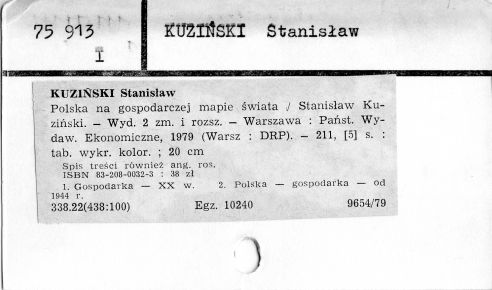 75 913 KUZIŃSKI Stanisław
I
KUZIŃSKI Stanisław
Polska na gospodarczej mapie świata / Stanisław Ku-
ziński. — Wyd. 2 zm. i rozsz. — Warszawa : Państ. Wy-
daw. Ekonomiczne, 1979 (Warsz : DRP). — 211, [5] s. :
tab. wykr. kolor. ; 20 cm
Spis treści również ang. ros.
ISBN 83-208-0032-3 : 38 zł
1. Gospodarka — XX w. 2. Polska — gospodarka — od
1944 r.
338.22(438:100) Egz. 10240 9654/79